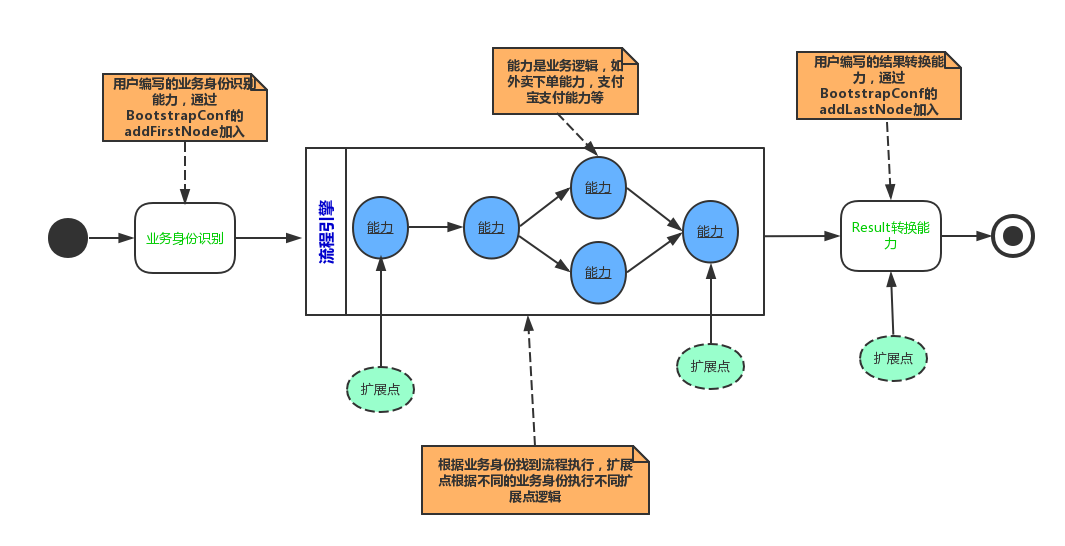 用户编写的业务身份识别
能力，通过
BootstrapConf的
addFirstNode加入
能力是业务逻辑，如
外卖下单能力，支付
宝支付能力等
用户编写的结果转换能
力，通过
BootstrapConf的
addLastNode加入
业务身份识别
流程引擎
能力
能力
能力
能力
能力
Result转换能
力
扩展点
扩展点
扩展点
根据业务身份找到流程执行，扩展
点根据不同的业务身份执行不同扩
展点逻辑